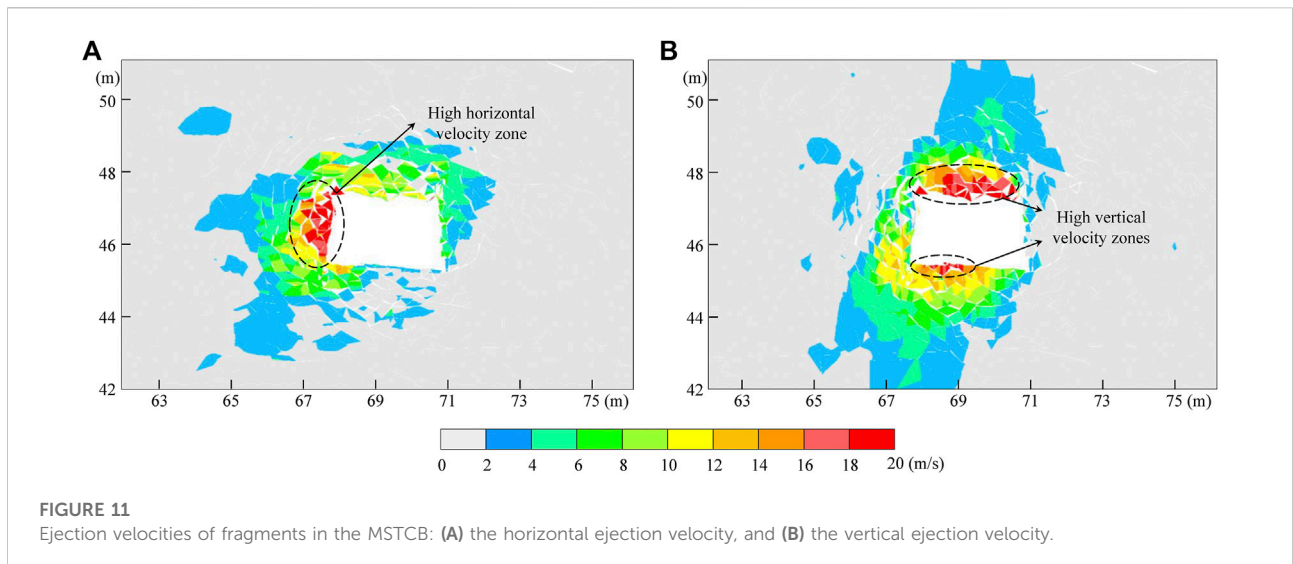 A
B
(m)
(m)
High horizontal
velocity zone
50
50
48
48
46
46
High vertical
velocity zones
44
44
42
42
63 65 67 69 71 73 75 (m)
63 65 67 69 71 73 75 (m)
0 2 4 6 8 10 12 14 16 18 20 (m/s)
FIGURE 11
Ejection velocities of fragments in the MSTCB: (A) the horizontal ejection velocity, and (B) the vertical ejection velocity.